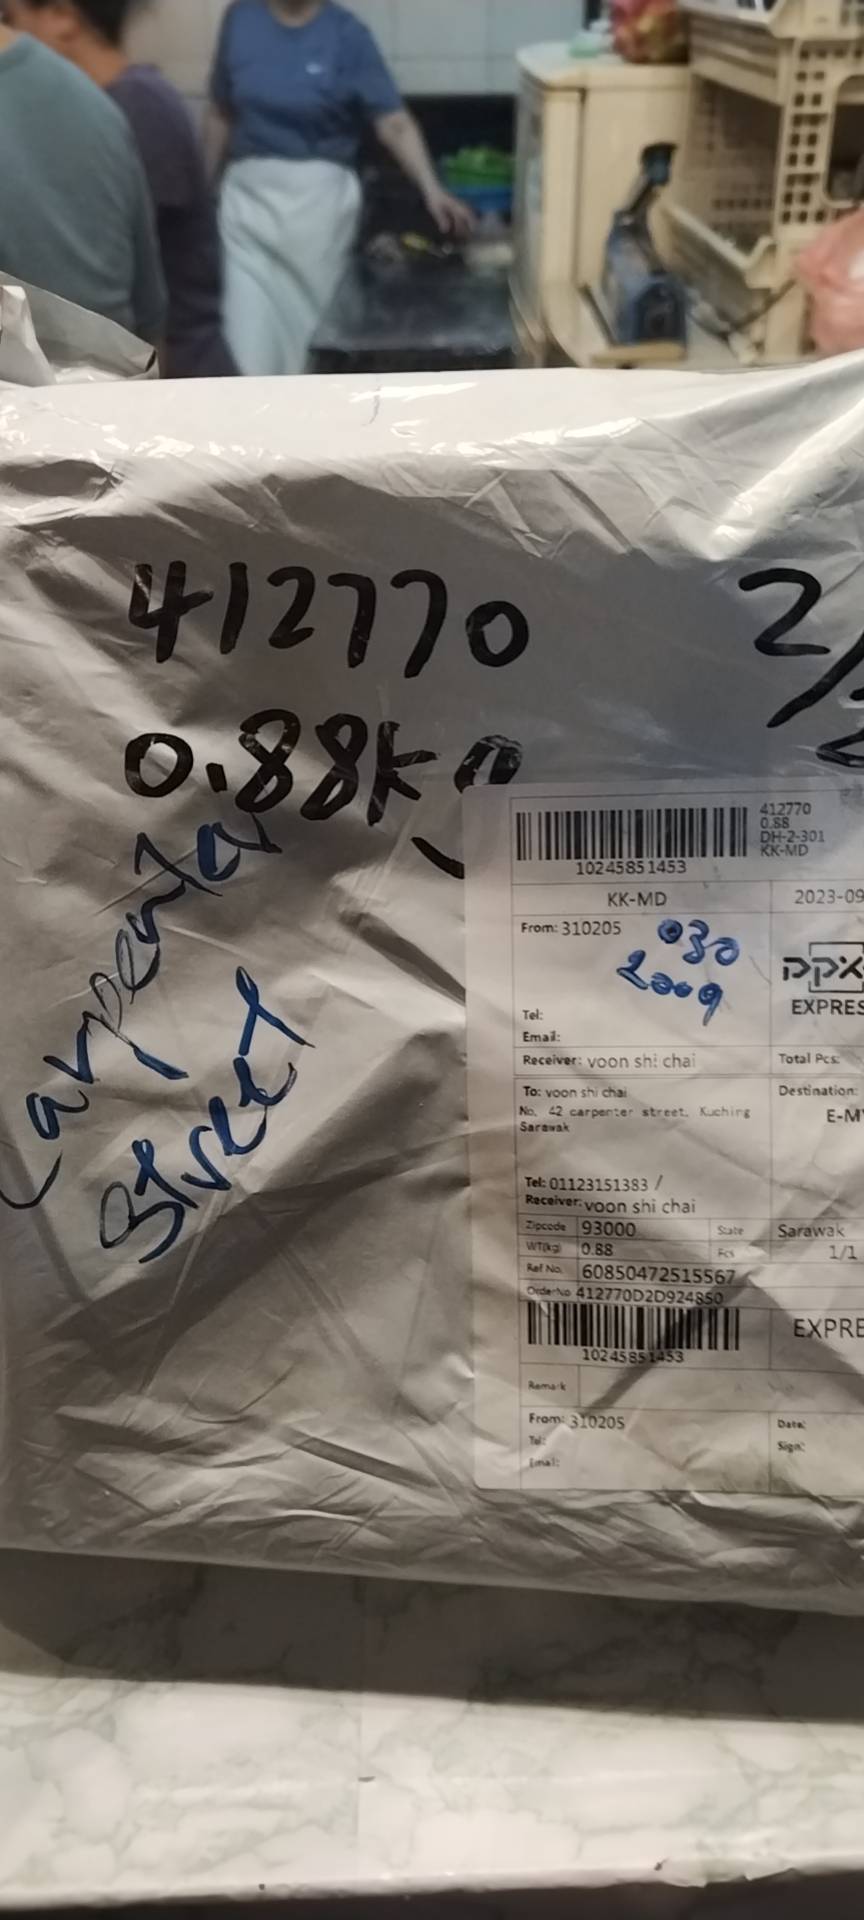 412770
2/2
0.88kg
Carpenter
Street
412770
0.88
DH-2-301
KK-MD
10245851453
KK-MD
2023-09
From: 310205
030
2009
ppx
EXPRES
Tel:
Email:
Receiver: voon shi chai
Total Pcs:
To: voon shi chai
Destination:
No. 42 carpenter street, Kuching
Sarawak
E-MY
Tel: 01123151383 /
Receiver: voon shi chai
Zipcode 93000 State Sarawak
WT(kg) 0.88 Pcs 1/1
Ref No. 60850472515567
OrderNo 412770D2D924850
EXPRE
10245851453
Remark
From: 310205 Date:
Tel: Sign:
Email: